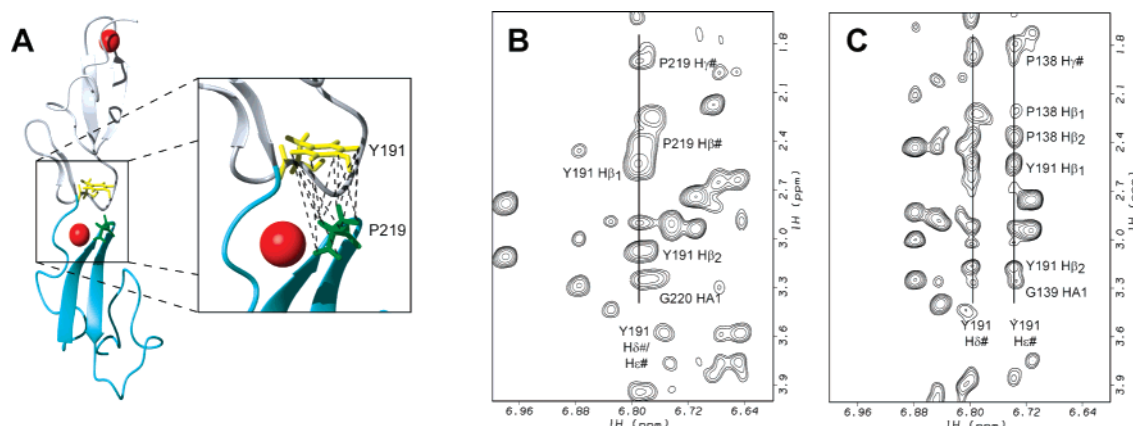 A
Y191
P219
B
P219 Hγ#
P219 Hβ#
Y191 Hβ1
Y191 Hβ2
G220 HA1
Y191
Hδ#/
Hε#
1.8
2.1
2.4
2.7
3.0
3.3
3.6
3.9
1H (ppm)
6.96
6.88
6.80
6.72
6.64
1H (ppm)
C
P138 Hγ#
P138 Hβ1
P138 Hβ2
Y191 Hβ1
Y191 Hβ2
G139 HA1
Y191
Hδ#
Y191
Hε#
1.8
2.1
2.4
2.7
3.0
3.3
3.6
3.9
1H (ppm)
6.96
6.88
6.80
6.72
6.64
1H (ppm)